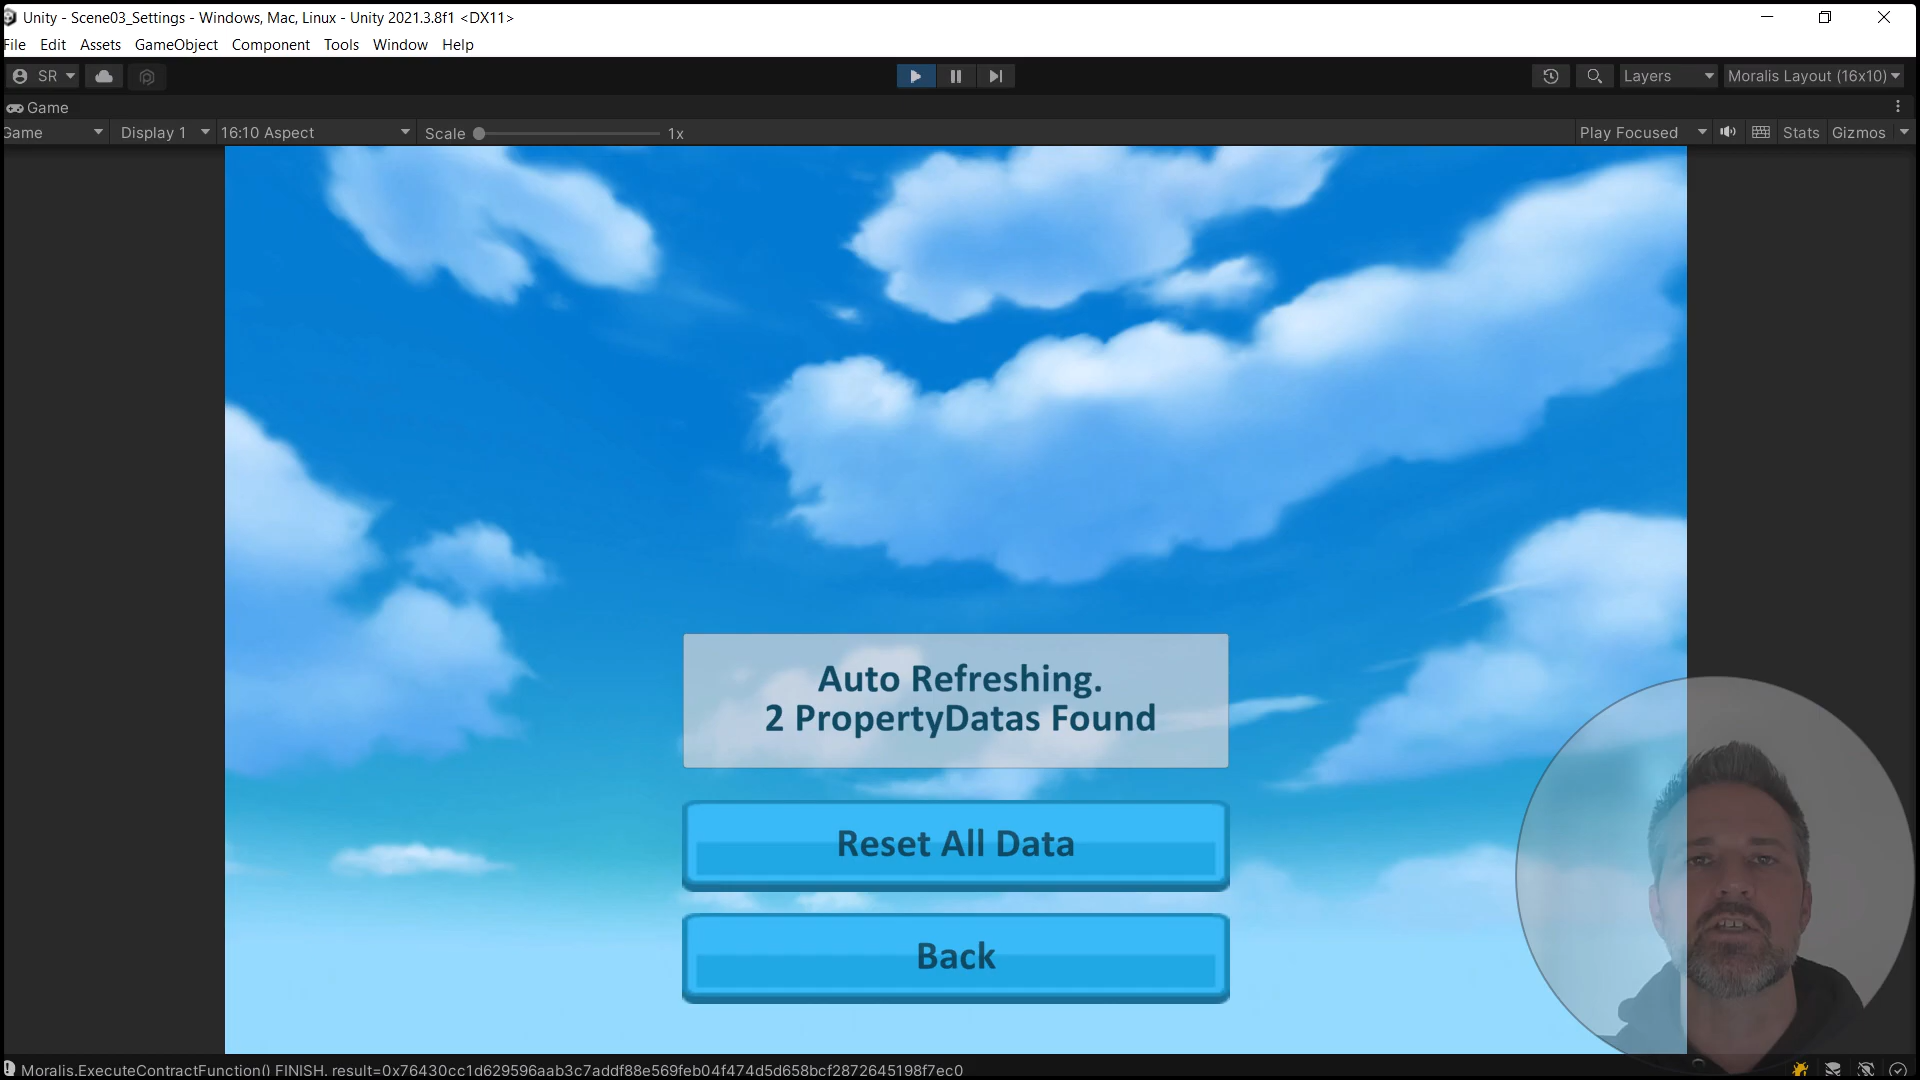 Unity - Scene03_Settings - Windows, Mac, Linux - Unity 2021.3.8f1 <DX11>
File Edit Assets GameObject Component Tools Window Help
SR Layers Moralis Layout (16x10)
Game
Game Display 1 16:10 Aspect Scale 1x Play Focused Stats Gizmos
Auto Refreshing.
2 PropertyDatas Found
Reset All Data
Back
Moralis.ExecuteContractFunction() FINISH. result=0x76430cc1d629596aab3c7addf88e569feb04f474d5d658bcf2872645198f7ec0